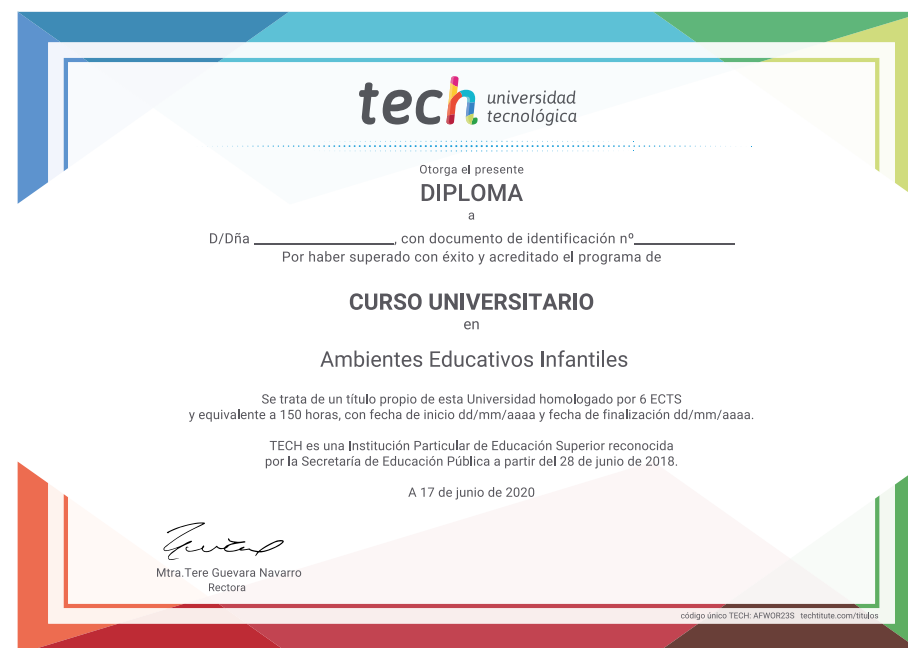 tech universidad
tecnológica
Otorga el presente
DIPLOMA
a
D/Dña ____________, con documento de identificación nº____________
Por haber superado con éxito y acreditado el programa de
CURSO UNIVERSITARIO
en
Ambientes Educativos Infantiles
Se trata de un título propio de esta Universidad homologado por 6 ECTS
y equivalente a 150 horas, con fecha de inicio dd/mm/aaaa y fecha de finalización dd/mm/aaaa.
TECH es una Institución Particular de Educación Superior reconocida
por la Secretaría de Educación Pública a partir del 28 de junio de 2018.
A 17 de junio de 2020
Mtra.Tere Guevara Navarro
Rectora
código único TECH: AFWOR23S techtitute.com/titulos